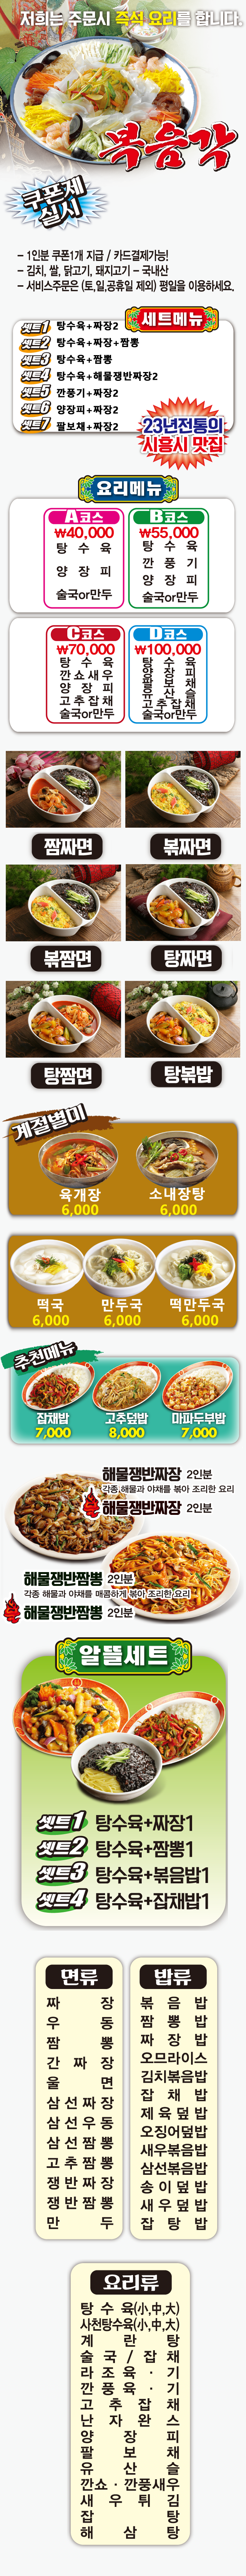 저희는 주문시 즉석 요리를 합니다.
볶음각
쿠폰제
실시
- 1인분 쿠폰1개 지급 / 카드결제가능!
- 김치, 쌀, 닭고기, 돼지고기 - 국내산
- 서비스주문은 (토,일,공휴일 제외) 평일을 이용하세요.
세트메뉴
셋트1 탕수육+짜장2
셋트2 탕수육+짜장+짬뽕
셋트3 탕수육+짬뽕
셋트4 탕수육+해물쟁반짜장2
셋트5 깐풍기+짜장2
셋트6 양장피+짜장2
셋트7 팔보채+짜장2
23년전통의
시흥시 맛집
요리메뉴
A코스
₩40,000
탕 수 육
양 장 피
술국or만두
B코스
₩55,000
탕 수 육
깐 풍 기
양 장 피
술국or만두
C코스
₩70,000
탕 수 육
깐쇼새우
양 장 피
고추잡채
술국or만두
D코스
₩100,000
탕 수 육
양 장 피
팔 보 채
유 산 슬
고추잡채
술국or만두
짬짜면
볶짜면
볶짬면
탕짜면
탕짬면
탕볶밥
계절별미
육개장
6,000
소내장탕
6,000
떡국
6,000
만두국
6,000
떡만두국
6,000
추천메뉴
잡채밥
7,000
고추덮밥
8,000
마파두부밥
7,000
해물쟁반짜장 2인분
각종 해물과 야채를 볶아 조리한 요리
해물쟁반짜장 2인분
해물쟁반짬뽕 2인분
각종 해물과 야채를 매콤하게 볶아 조리한 요리
해물쟁반짬뽕 2인분
알뜰세트
셋트1 탕수육+짜장1
셋트2 탕수육+짬뽕1
셋트3 탕수육+볶음밥1
셋트4 탕수육+잡채밥1
면류
짜 장
우 동
짬 뽕
간 짜 장
울 면
삼선짜장
삼선우동
삼선짬뽕
고추짬뽕
쟁반짜장
쟁반짬뽕
만 두
밥류
볶 음 밥
짬 뽕 밥
짜 장 밥
오므라이스
김치볶음밥
잡 채 밥
제육덮밥
오징어덮밥
새우볶음밥
삼선볶음밥
송이덮밥
새우덮밥
잡 탕 밥
요리류
탕 수 육(小,中,大)
사천탕수육(小,中,大)
계 란 탕
술 국 / 잡 채
라 조 육 · 기
깐 풍 육 · 기
고 추 잡 채
난 자 완 스
양 장 피
팔 보 채
유 산 슬
깐쇼 · 깐풍새우
새 우 튀 김
잡 탕
해 삼 탕